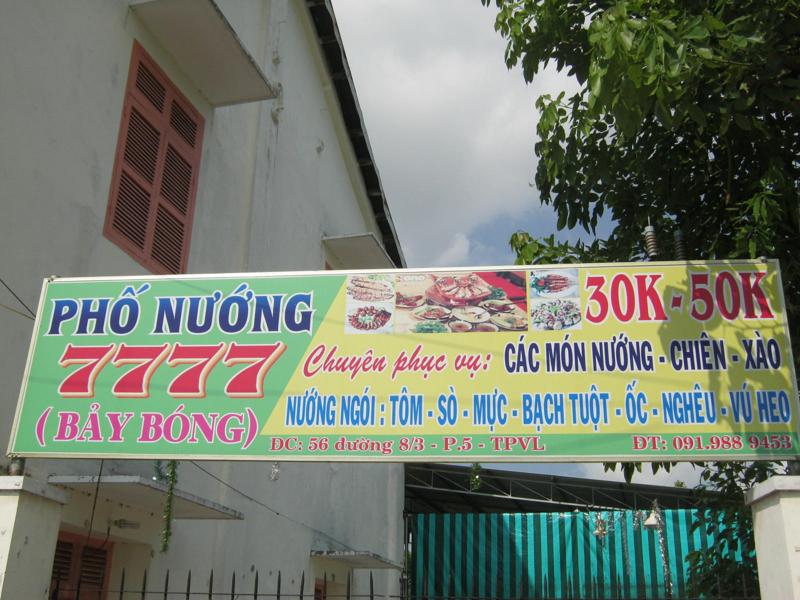 PHỐ NƯỚNG
7777
(BẢY BÓNG)
30K - 50K
Chuyên phục vụ: CÁC MÓN NƯỚNG - CHIÊN - XÀO
NƯỚNG NGÓI : TÔM - SÒ - MỰC - BẠCH TUỘT - ỐC - NGHÊU - VÚ HEO
ĐC: 56 đường 8/3 - P.5 - TPVL ĐT: 091.988 9453